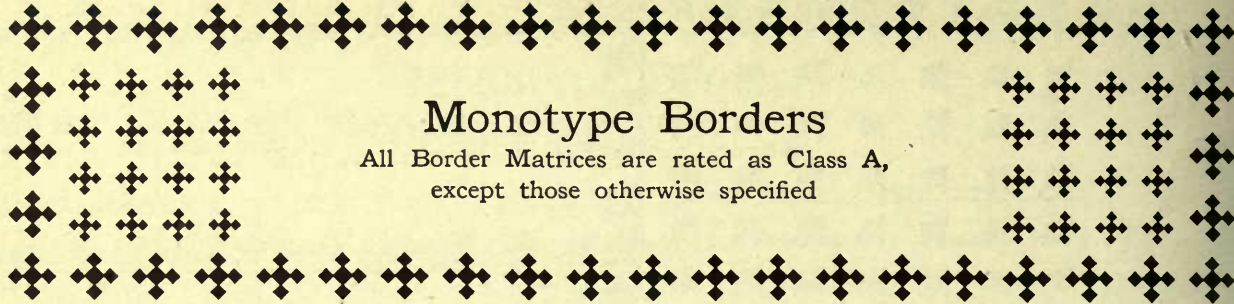 Monotype Borders
All Border Matrices are rated as Class A,
except those otherwise specified